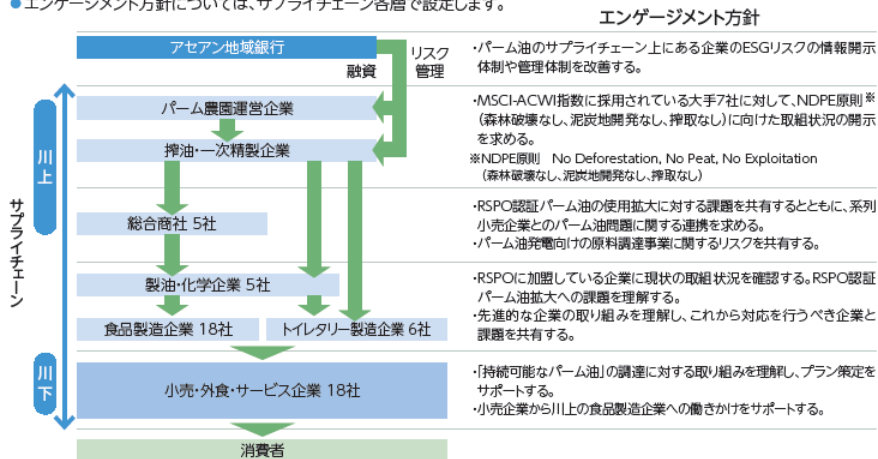 ●エンゲージメント方針については、サプライチェーン各層で設定します。
エンゲージメント方針
アセアン地域銀行
融資
リスク
管理
・パーム油のサプライチェーン上にある企業のESGリスクの情報開示
体制や管理体制を改善する。
サプライチェーン
川上
パーム農園運営企業
搾油・一次精製企業
・MSCI-ACWI指数に採用されている大手7社に対して、NDPE原則※
（森林破壊なし、泥炭地開発なし、搾取なし）に向けた取組状況の開示
を求める。
※NDPE原則　No Deforestation, No Peat, No Exploitation
（森林破壊なし、泥炭地開発なし、搾取なし）
総合商社 5社
・RSPO認証パーム油の使用拡大に対する課題を共有するとともに、系列
小売企業とのパーム油問題に関する連携を求める。
・パーム油発電向けの原料調達事業に関するリスクを共有する。
製油・化学企業 5社
食品製造企業 18社
トイレタリー製造企業 6社
・RSPOに加盟している企業に現状の取組状況を確認する。RSPO認証
パーム油拡大への課題を理解する。
・先進的な企業の取り組みを理解し、これから対応を行うべき企業と
課題を共有する。
川下
小売・外食・サービス企業 18社
・「持続可能なパーム油」の調達に対する取り組みを理解し、プラン策定を
サポートする。
・小売企業から川上の食品製造企業への働きかけをサポートする。
消費者